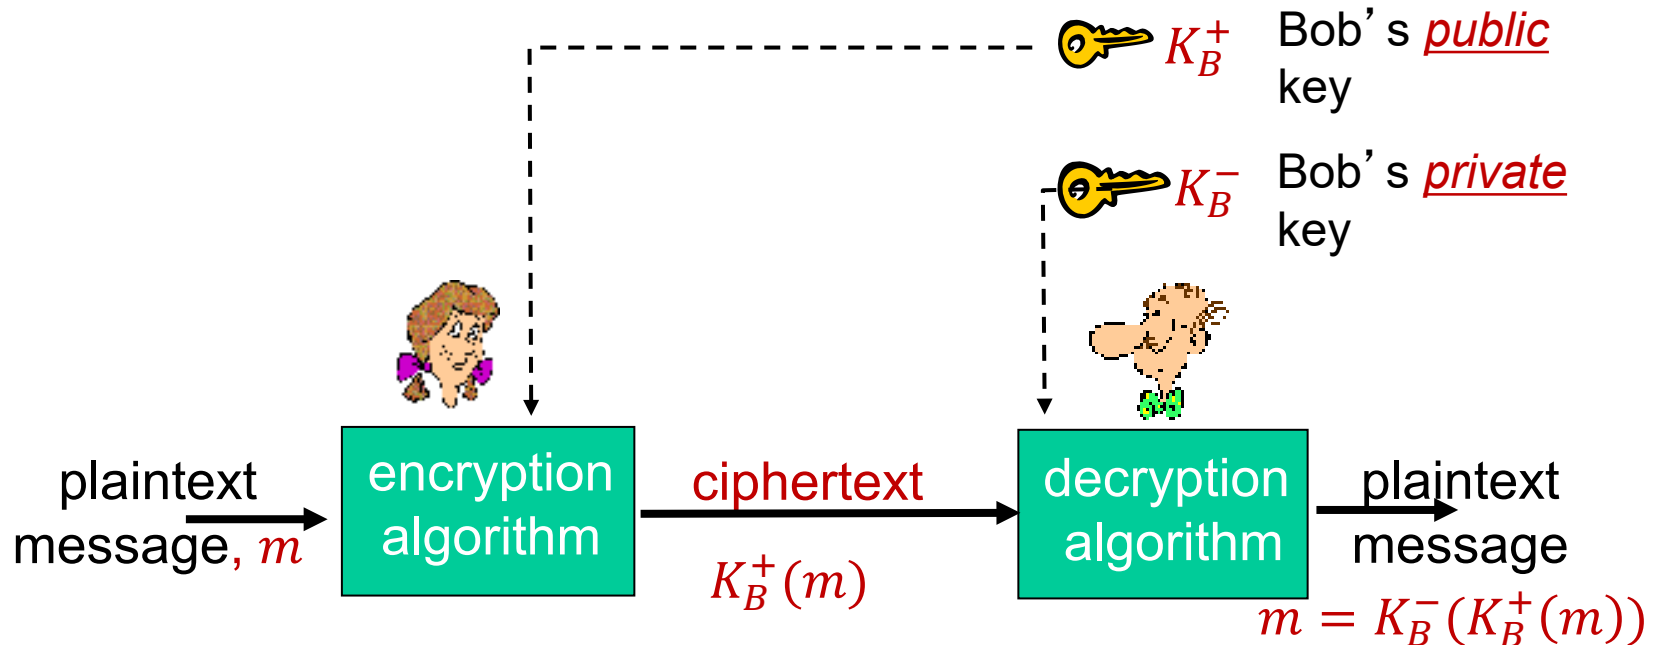 K_B^+ Bob's public
key
K_B^- Bob's private
key
plaintext
message, m
encryption
algorithm
ciphertext
K_B^+(m)
decryption
algorithm
plaintext
message
m = K_B^-(K_B^+(m))